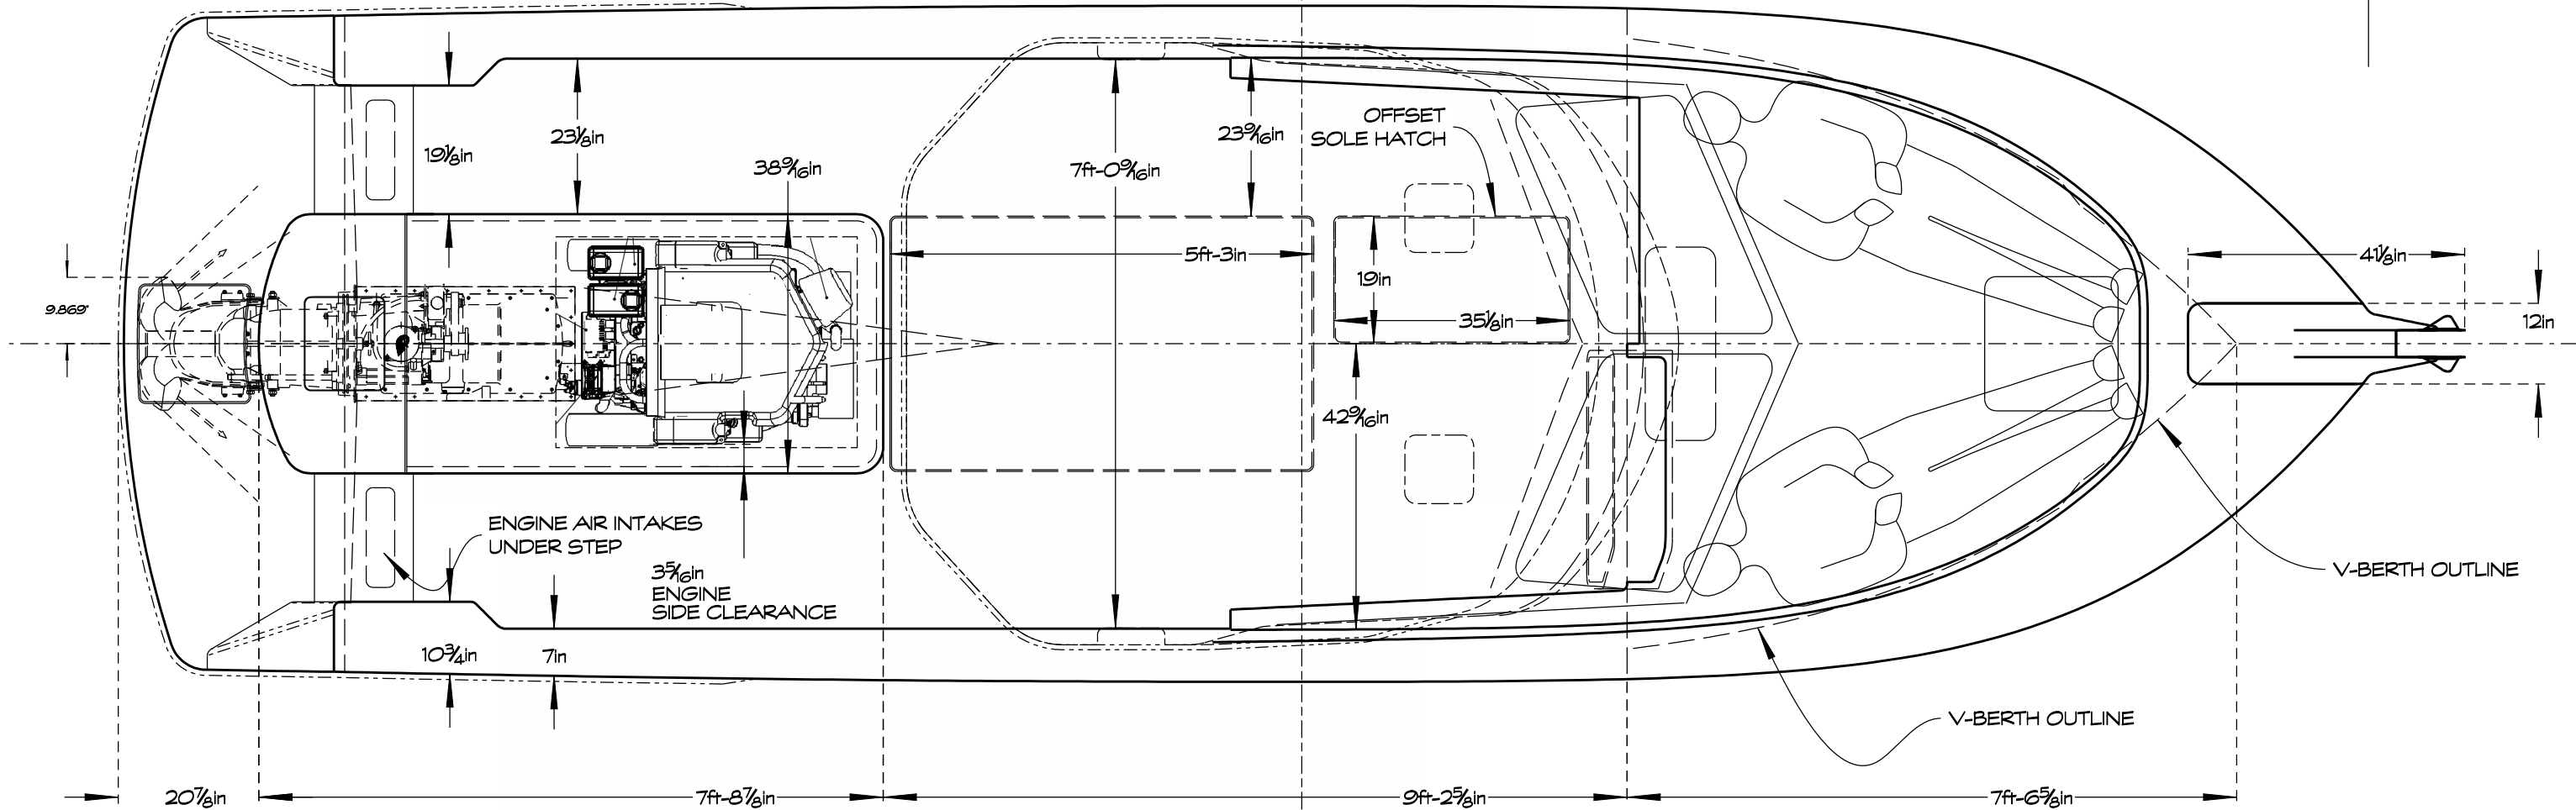 OFFSET
SOLE HATCH
23⅛in
23⁹⁄₁₆in
19⅛in
38⁹⁄₁₆in
7ft-0⁹⁄₁₆in
5ft-3in
41⅛in
19in
9.869"
35⅛in
12in
42⁹⁄₁₆in
ENGINE AIR INTAKES
UNDER STEP
3⁵⁄₁₆in
ENGINE
SIDE CLEARANCE
V-BERTH OUTLINE
10¾in
7in
V-BERTH OUTLINE
20⅞in
7ft-8⅞in
9ft-2⅝in
7ft-6⅝in